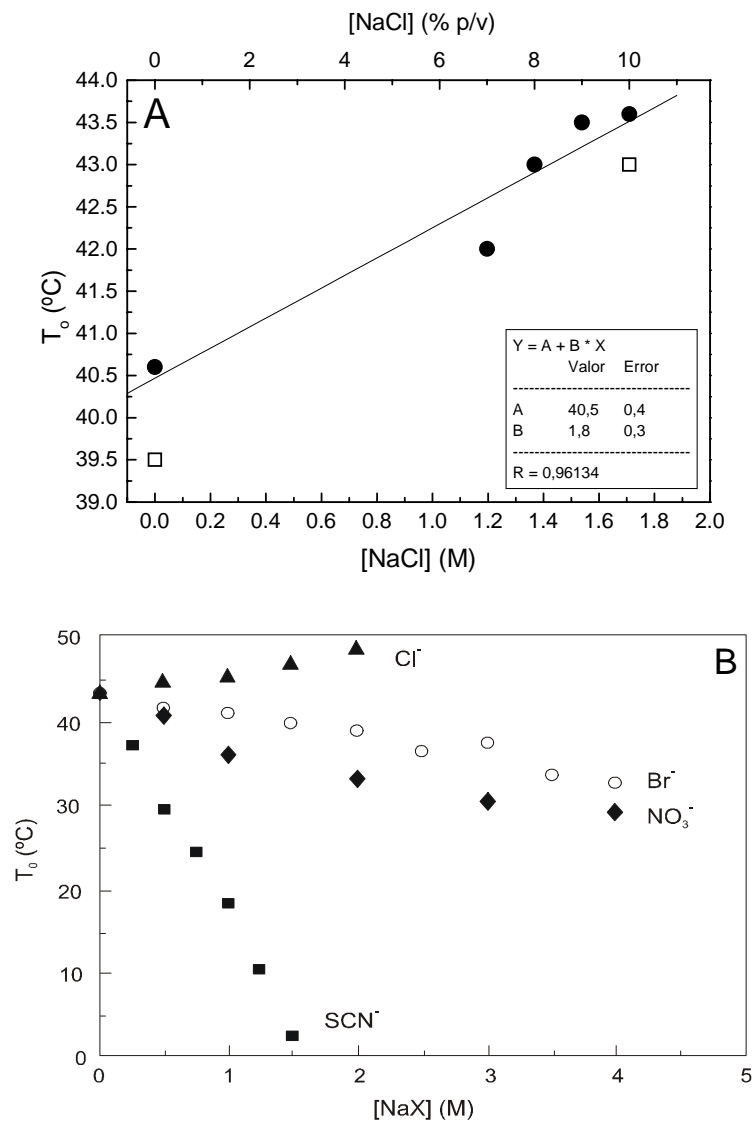 [NaCl] (% p/v)
0 2 4 6 8 10
A
44.0
43.5
43.0
42.5
42.0
41.5
41.0
40.5
40.0
39.5
39.0
Tₒ (ºC)
Y = A + B * X
Valor Error
------------------------------------------------
A 40,5 0,4
B 1,8 0,3
------------------------------------------------
R = 0,96134
0.0 0.2 0.4 0.6 0.8 1.0 1.2 1.4 1.6 1.8 2.0
[NaCl] (M)
B
50
40
30
20
10
0
T₀ (ºC)
Cl⁻
Br⁻
NO₃⁻
SCN⁻
0 1 2 3 4 5
[NaX] (M)